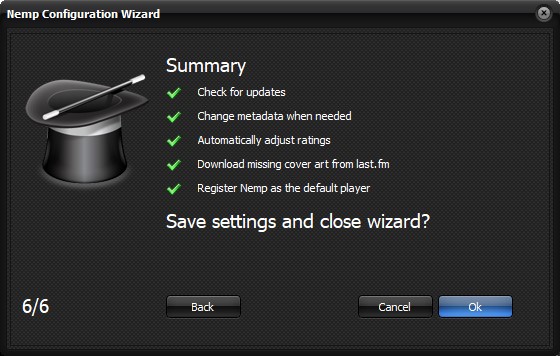 Nemp Configuration Wizard
Summary
Check for updates
Change metadata when needed
Automatically adjust ratings
Download missing cover art from last.fm
Register Nemp as the default player
Save settings and close wizard?
6/6
Back
Cancel
Ok